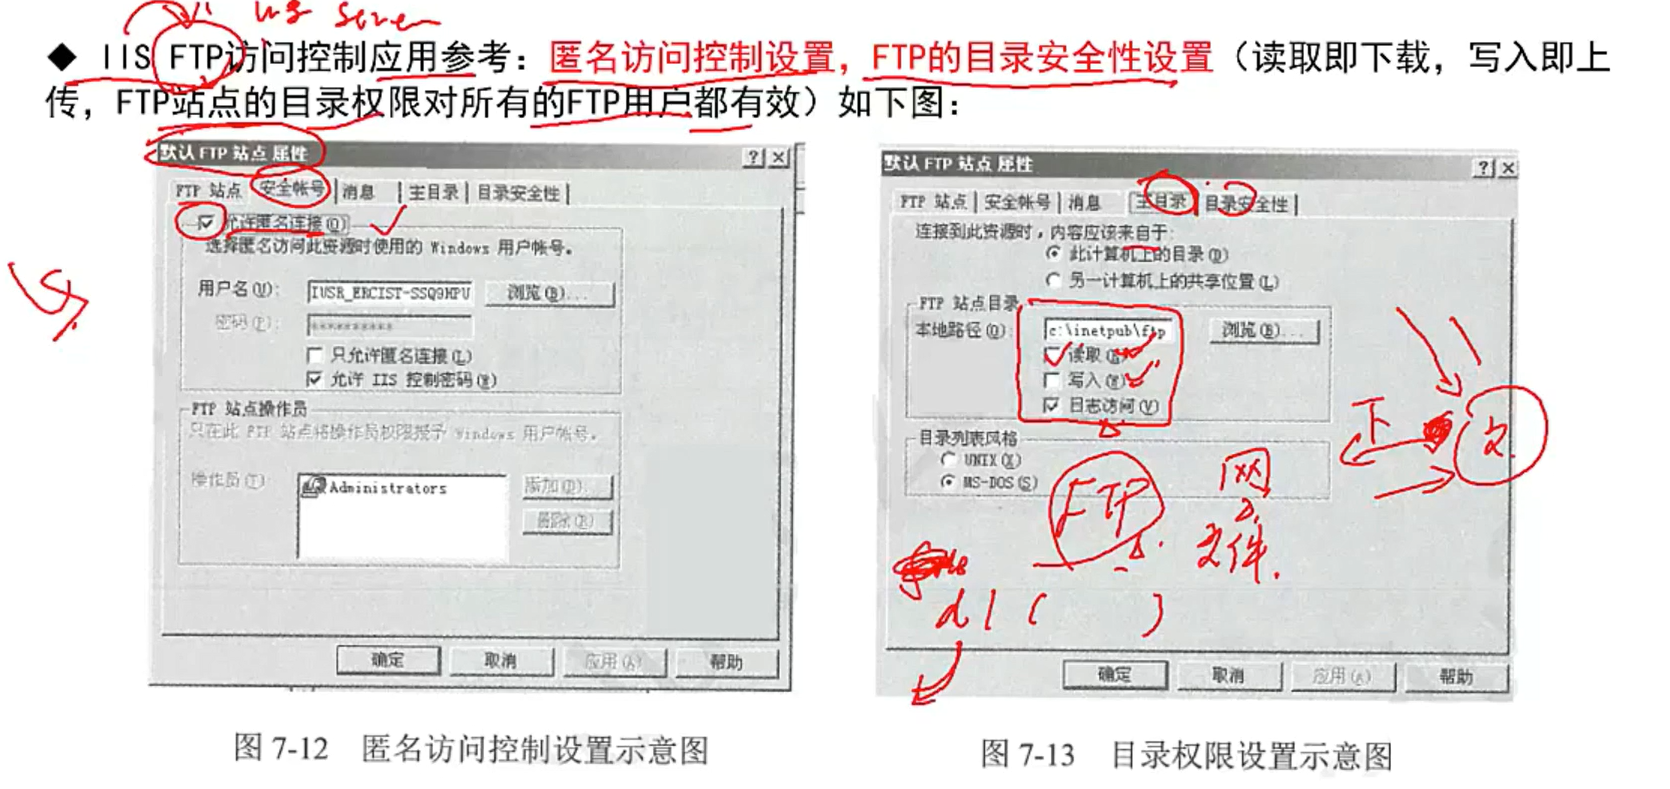 ◆ IIS FTP访问控制应用参考：匿名访问控制设置，FTP的目录安全性设置（读取即下载，写入即上
传，FTP站点的目录权限对所有的FTP用户都有效）如下图：
默认 FTP 站点 属性
FTP 站点 安全帐号 消息 主目录 目录安全性
允许匿名连接(O)
选择匿名访问此资源时使用的 Windows 用户帐号。
用户名(U): IUSR_ERCIST-SSQ9HPU 浏览(B)...
密码(P): **********
只允许匿名连接(L)
允许 IIS 控制密码(N)
FTP 站点操作员
只在此 FTP 站点将操作员权限授予 Windows 用户帐号。
操作员(T) Administrators 添加(D)...
删除(R)
确定 取消 应用(A) 帮助
图 7-12 匿名访问控制设置示意图
默认 FTP 站点 属性
FTP 站点 安全帐号 消息 主目录 目录安全性
连接到此资源时，内容应该来自于:
此计算机上的目录(D)
另一计算机上的共享位置(L)
FTP 站点目录
本地路径(O): c:\inetpub\ftp 浏览(B)...
读取
写入
日志访问(V)
目录列表风格
UNIX(X)
MS-DOS(S)
确定 取消 应用(A) 帮助
图 7-13 目录权限设置示意图
下
文
FTP
网
文件